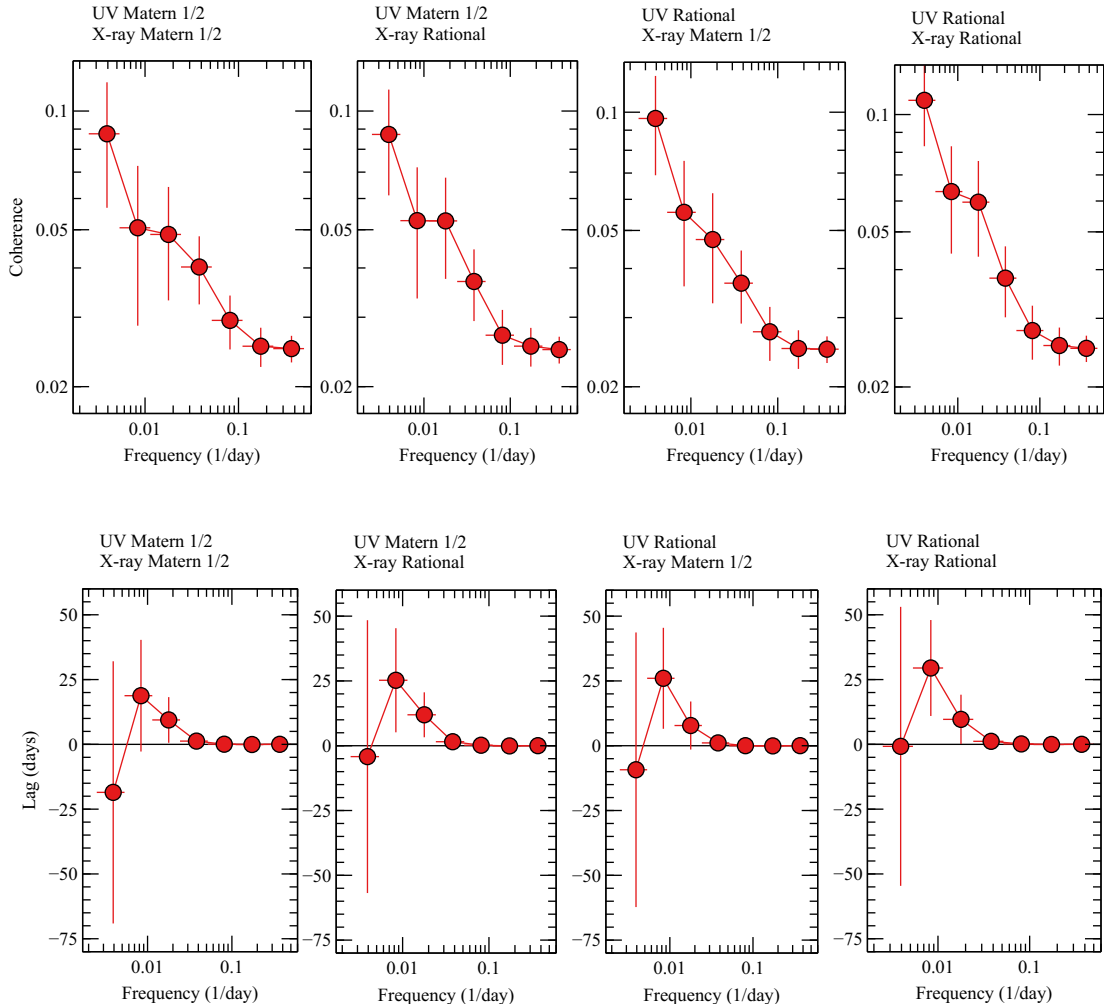 UV Matern 1/2
X-ray Matern 1/2
UV Matern 1/2
X-ray Rational
UV Rational
X-ray Matern 1/2
UV Rational
X-ray Rational
Coherence
0.1
0.05
0.02
0.01 0.1
Frequency (1/day)
0.1
0.05
0.02
0.01 0.1
Frequency (1/day)
0.1
0.05
0.02
0.01 0.1
Frequency (1/day)
0.1
0.05
0.02
0.01 0.1
Frequency (1/day)
UV Matern 1/2
X-ray Matern 1/2
UV Matern 1/2
X-ray Rational
UV Rational
X-ray Matern 1/2
UV Rational
X-ray Rational
Lag (days)
50
25
0
−25
−50
−75
0.01 0.1
Frequency (1/day)
50
25
0
−25
−50
−75
0.01 0.1
Frequency (1/day)
50
25
0
−25
−50
−75
0.01 0.1
Frequency (1/day)
50
25
0
−25
−50
−75
0.01 0.1
Frequency (1/day)